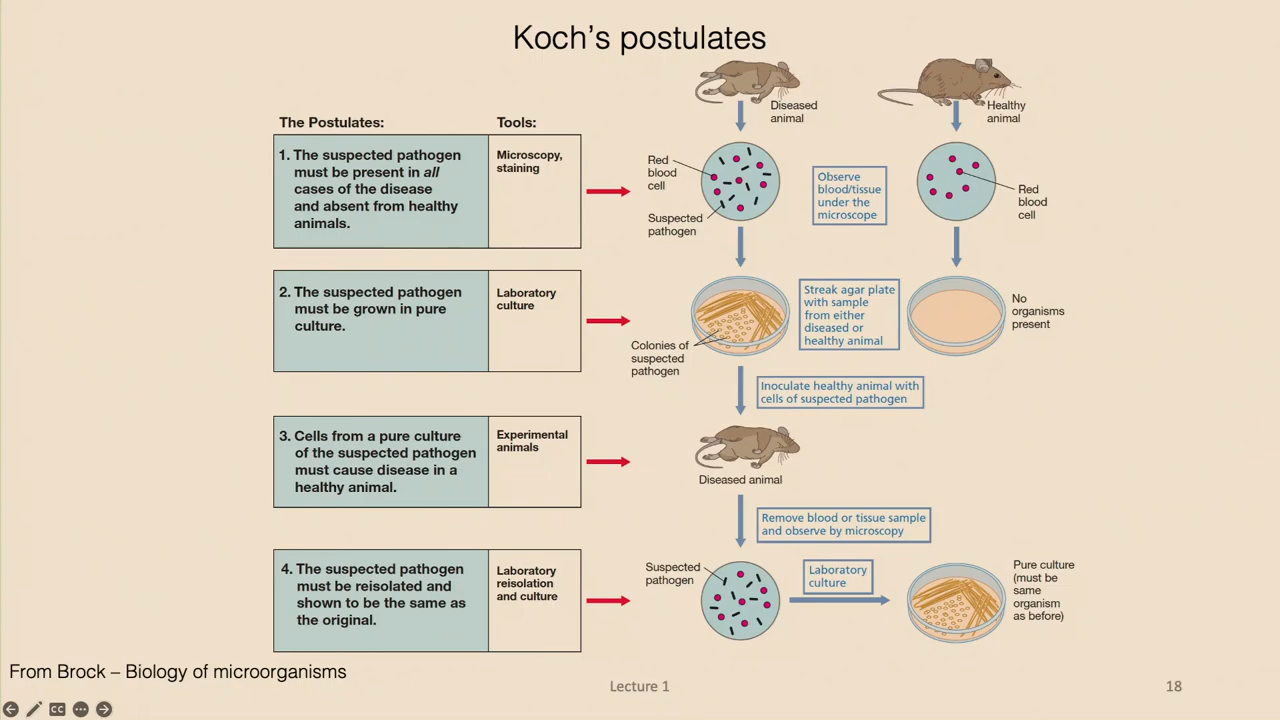 Koch's postulates
The Postulates:
Tools:
1. The suspected pathogen
must be present in all
cases of the disease
and absent from healthy
animals.
Microscopy,
staining
Diseased
animal
Healthy
animal
Red
blood
cell
Suspected
pathogen
Observe
blood/tissue
under the
microscope
Red
blood
cell
2. The suspected pathogen
must be grown in pure
culture.
Laboratory
culture
Colonies of
suspected
pathogen
Streak agar plate
with sample
from either
diseased or
healthy animal
No
organisms
present
Inoculate healthy animal with
cells of suspected pathogen
3. Cells from a pure culture
of the suspected pathogen
must cause disease in a
healthy animal.
Experimental
animals
Diseased animal
Remove blood or tissue sample
and observe by microscopy
4. The suspected pathogen
must be reisolated and
shown to be the same as
the original.
Laboratory
reisolation
and culture
Suspected
pathogen
Laboratory
culture
Pure culture
(must be
same
organism
as before)
From Brock – Biology of microorganisms
Lecture 1
18
CC